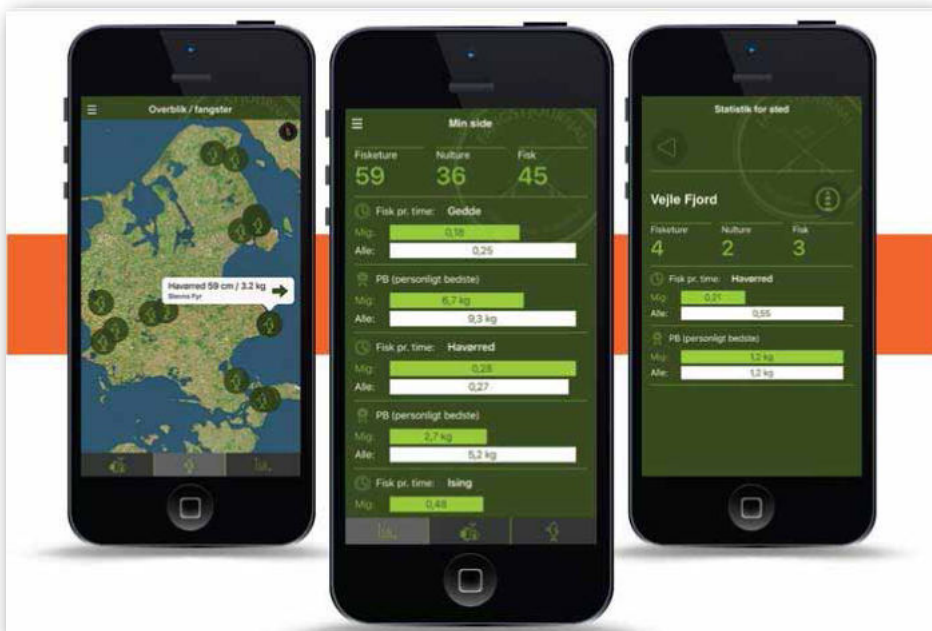 Overblik / fangster
Havørred 59 cm / 3.2 kg
Stevns Fyr
Min side
Fisketure Nulture Fisk
59 36 45
Fisk pr. time: Gedde
Mig: 0,18
Alle: 0,25
PB (personligt bedste)
Mig: 6,7 kg
Alle: 9,3 kg
Fisk pr. time: Havørred
Mig: 0,28
Alle: 0,27
PB (personligt bedste)
Mig: 2,7 kg
Alle: 5,2 kg
Fisk pr. time: Ising
Mig: 0,48
Statistik for sted
Vejle Fjord
Fisketure Nulture Fisk
4 2 3
Fisk pr. time: Havørred
Mig: 0,21
Alle: 0,55
PB (personligt bedste)
Mig: 1,2 kg
Alle: 1,2 kg